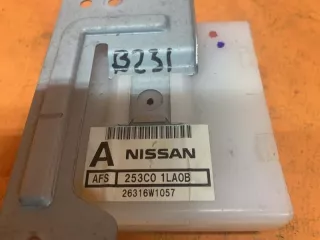 B231
A NISSAN
AFS 253C0 1LA0B
26316W1057